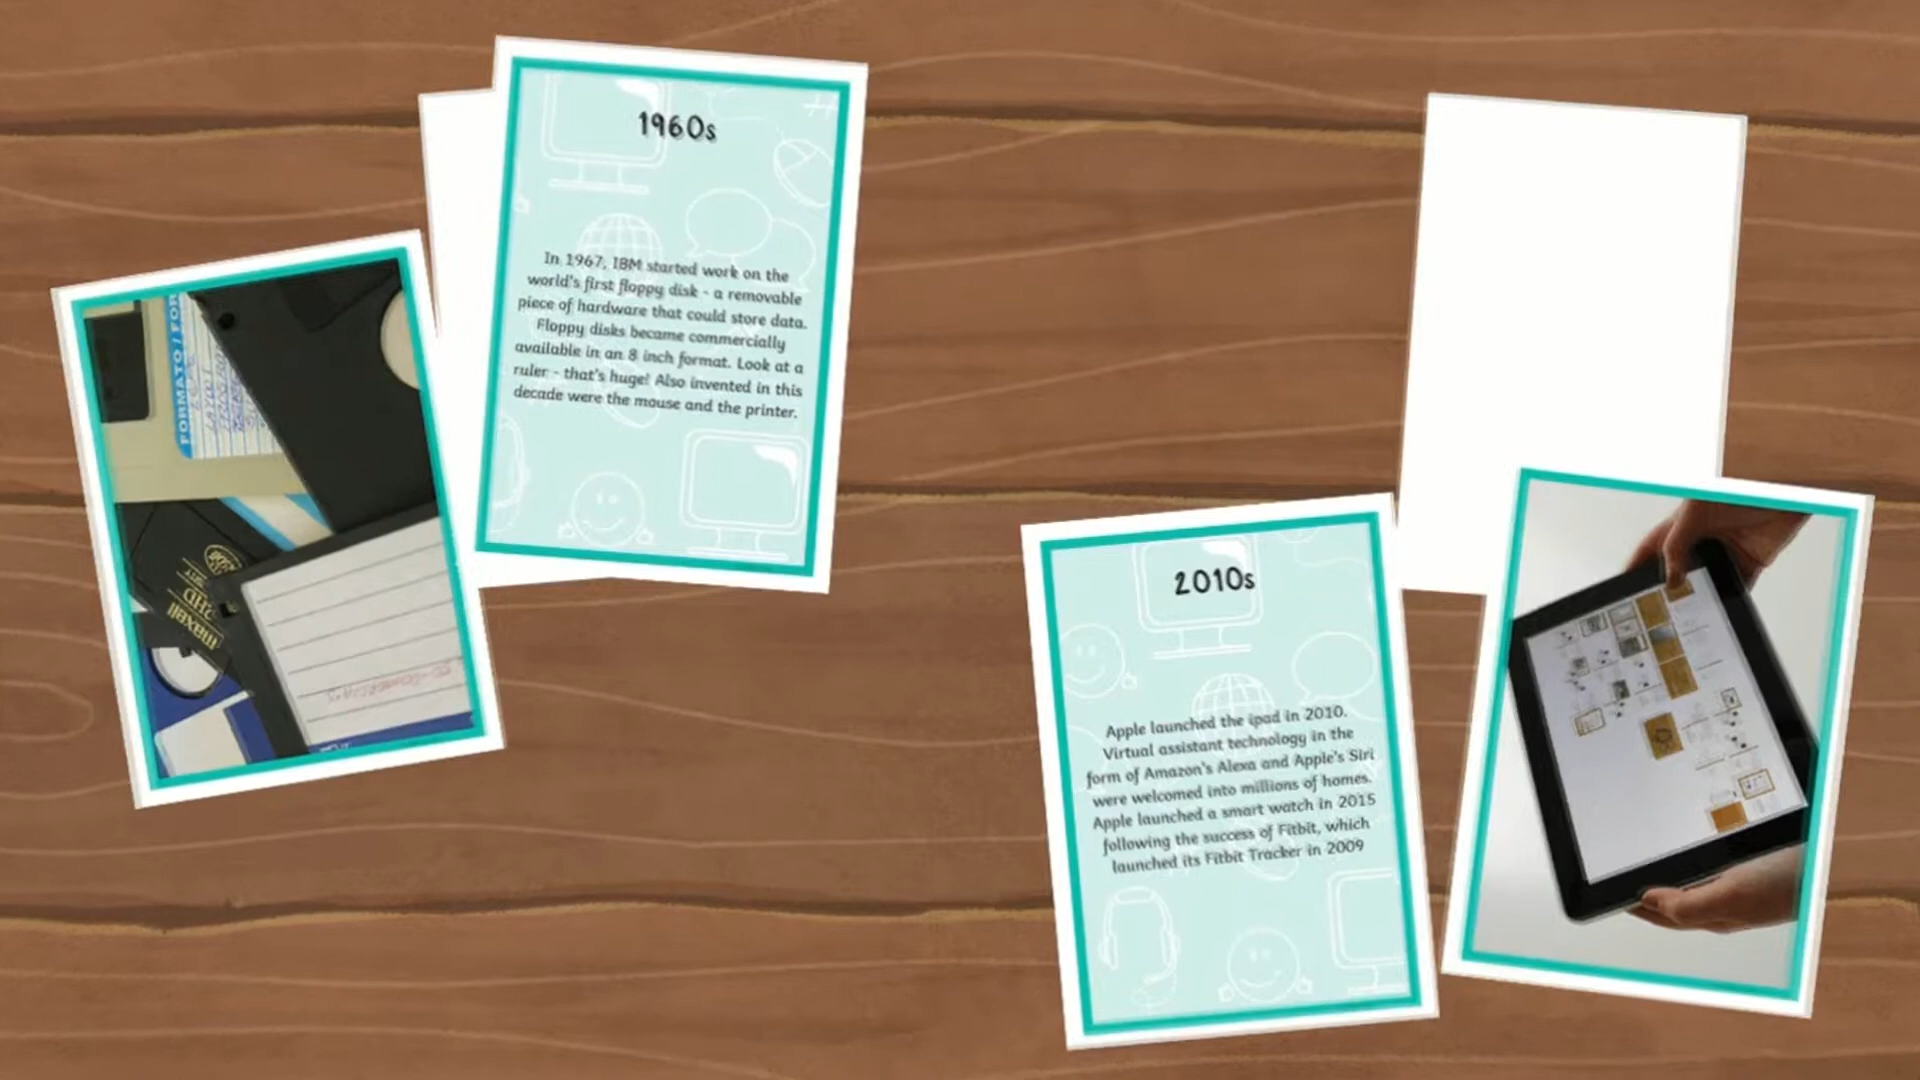 1960s
In 1967, IBM started work on the
world's first floppy disk - a removable
piece of hardware that could store data.
Floppy disks became commercially
available in an 8 inch format. Look at a
ruler - that's huge! Also invented in this
decade were the mouse and the printer.
FORMATO / FOR
maxell
2HD
2010s
Apple launched the ipad in 2010.
Virtual assistant technology in the
form of Amazon's Alexa and Apple's Siri
were welcomed into millions of homes.
Apple launched a smart watch in 2015
following the success of Fitbit, which
launched its Fitbit Tracker in 2009